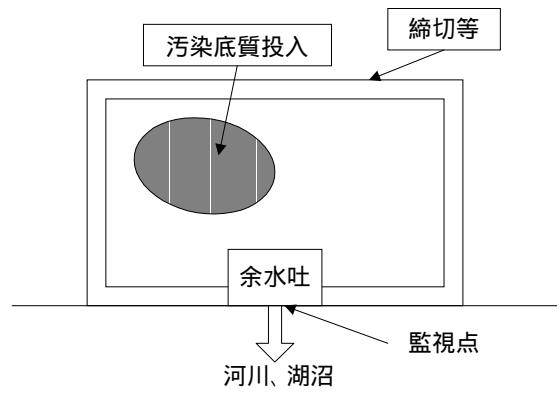 締切等
汚染底質投入
余水吐
監視点
河川、湖沼